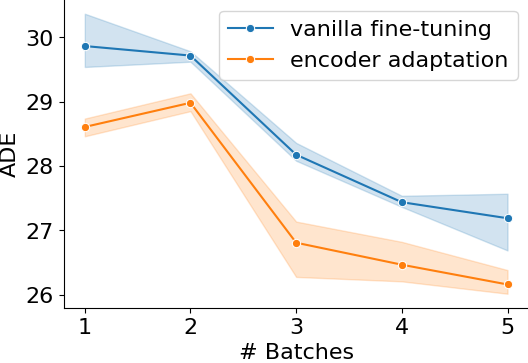 vanilla fine-tuning
encoder adaptation
ADE
30
29
28
27
26
1 2 3 4 5
# Batches